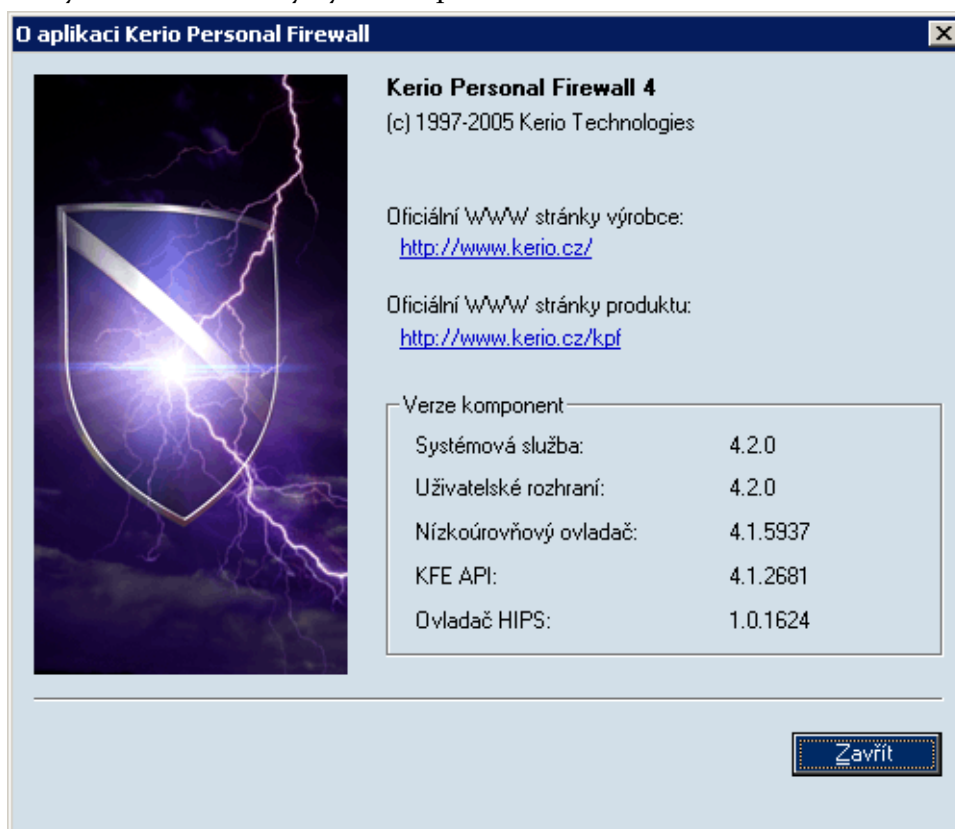 O aplikaci Kerio Personal Firewall
Kerio Personal Firewall 4
(c) 1997-2005 Kerio Technologies
Oficiální WWW stránky výrobce:
http://www.kerio.cz/
Oficiální WWW stránky produktu:
http://www.kerio.cz/kpf
Verze komponent
Systémová služba: 4.2.0
Uživatelské rozhraní: 4.2.0
Nízkoúrovňový ovladač: 4.1.5937
KFE API: 4.1.2681
Ovladač HIPS: 1.0.1624
Zavřít